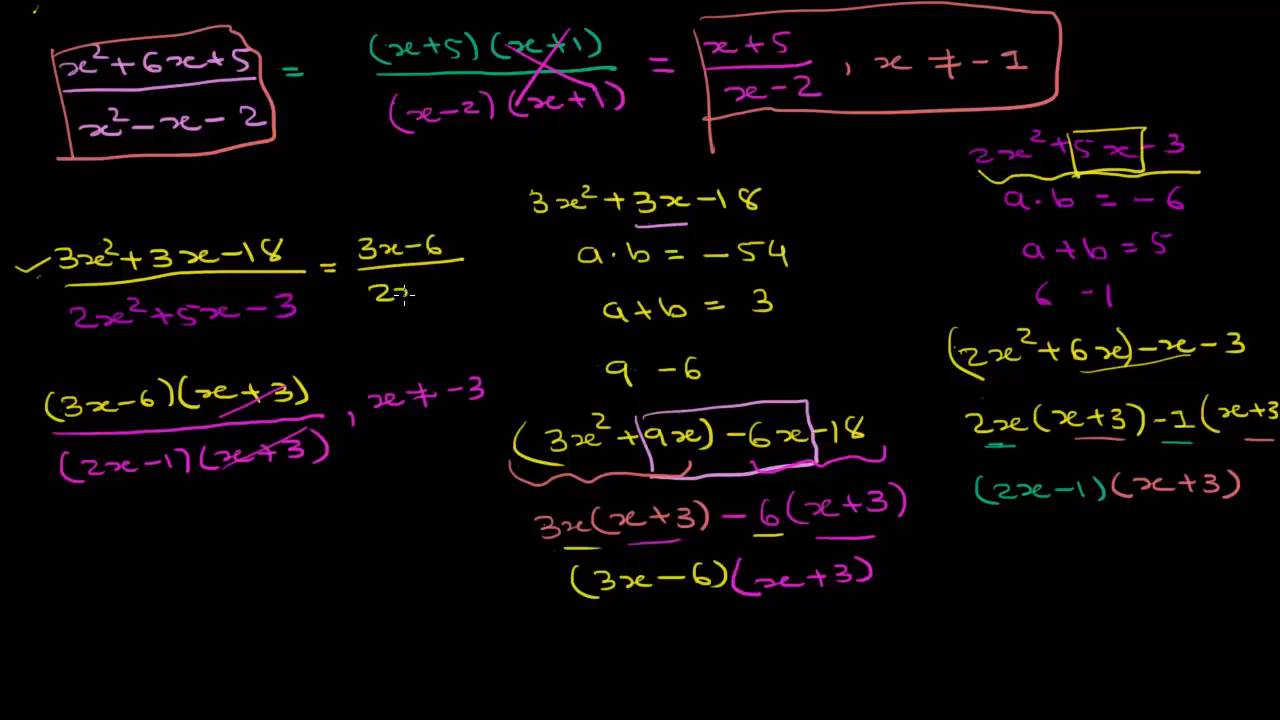 x² + 6x + 5 / x² - x - 2 = (x+5)(x+1) / (x-2)(x+1) = x+5 / x-2 , x ≠ -1
3x² + 3x - 18 / 2x² + 5x - 3 = 3x - 6 / 2x
(3x-6)(x+3) / (2x-1)(x+3) , x ≠ -3
3x² + 3x - 18
a·b = -54
a+b = 3
9 -6
(3x² + 9x) - 6x - 18
3x(x+3) - 6(x+3)
(3x-6)(x+3)
2x² + 5x - 3
a·b = -6
a+b = 5
6 -1
(2x² + 6x) - x - 3
2x(x+3) - 1(x+3
(2x-1)(x+3)